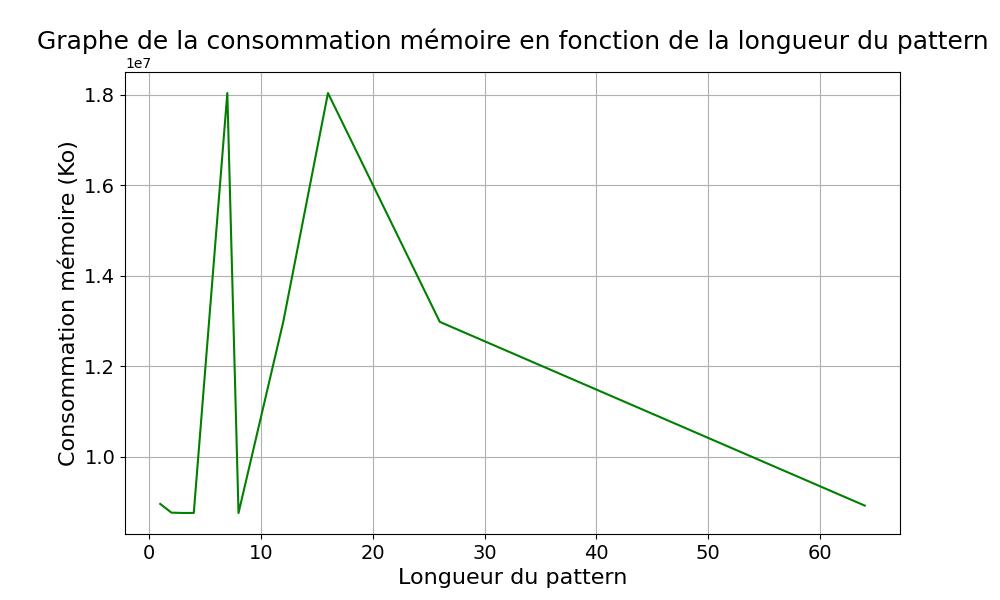 Graphe de la consommation mémoire en fonction de la longueur du pattern
1e7
1.8
1.6
1.4
1.2
1.0
Consommation mémoire (Ko)
0 10 20 30 40 50 60
Longueur du pattern